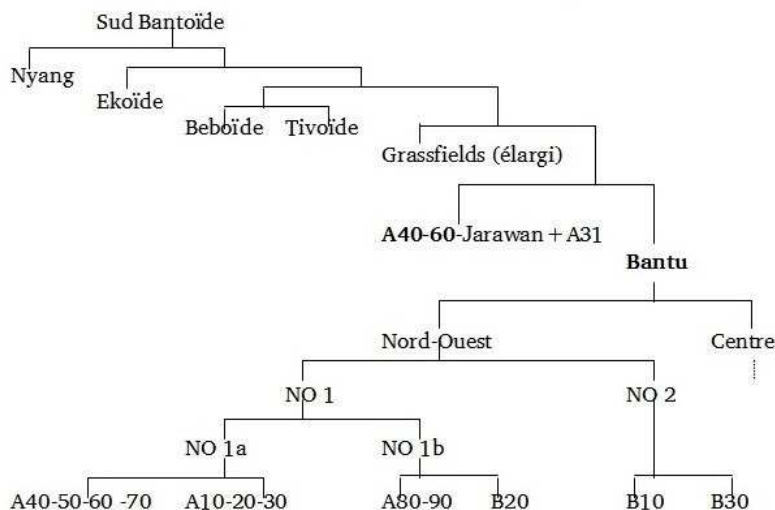 Sud Bantoïde
Nyang
Ekoïde
Beboïde Tivoïde
Grassfields (élargi)
A40-60-Jarawan + A31
Bantu
Nord-Ouest Centre
NO 1 NO 2
NO 1a NO 1b
A40-50-60 -70 A10-20-30 A80-90 B20 B10 B30